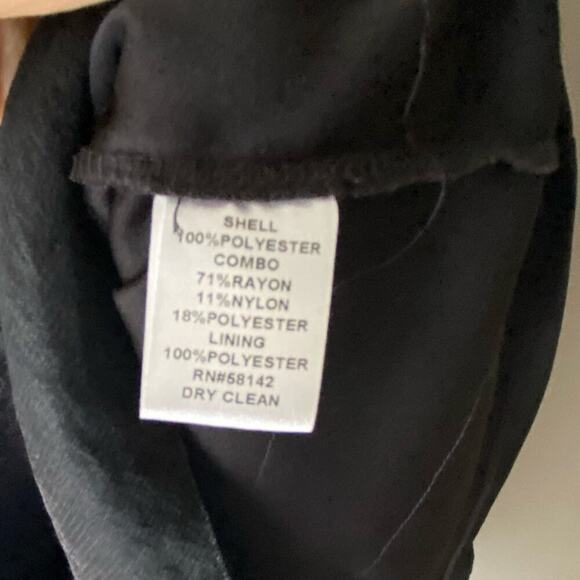 SHELL
100%POLYESTER
COMBO
71%RAYON
11%NYLON
18%POLYESTER
LINING
100%POLYESTER
RN#58142
DRY CLEAN